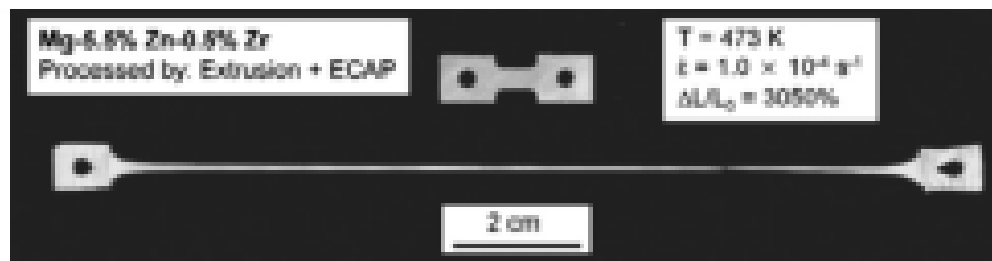 Mg-5.5% Zn-0.5% Zr
Processed by: Extrusion + ECAP
T = 473 K
ε̇ = 1.0 × 10⁻⁴ s⁻¹
ΔL/L₀ = 3050%
2 cm